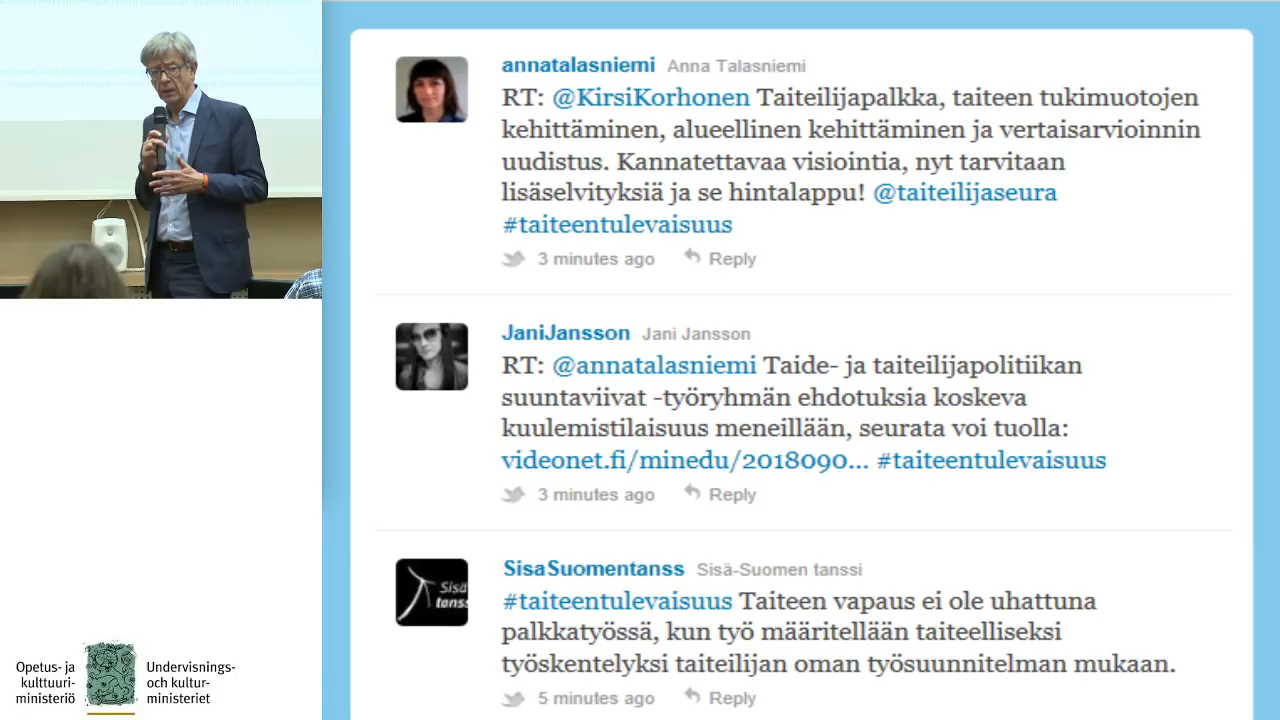 annatalasniemi Anna Talasniemi
RT: @KirsiKorhonen Taiteilijapalkka, taiteen tukimuotojen
kehittäminen, alueellinen kehittäminen ja vertaisarvioinnin
uudistus. Kannatettavaa visiointia, nyt tarvitaan
lisäselvityksiä ja se hintalappu! @taiteilijaseura
#taiteentulevaisuus
3 minutes ago Reply
JaniJansson Jani Jansson
RT: @annatalasniemi Taide- ja taiteilijapolitiikan
suuntaviivat -työryhmän ehdotuksia koskeva
kuulemistilaisuus meneillään, seurata voi tuolla:
videonet.fi/minedu/2018090... #taiteentulevaisuus
3 minutes ago Reply
Sisä
tanss
SisaSuomentanss Sisä-Suomen tanssi
#taiteentulevaisuus Taiteen vapaus ei ole uhattuna
palkkatyössä, kun työ määritellään taiteelliseksi
työskentelyksi taiteilijan oman työsuunnitelman mukaan.
5 minutes ago Reply
Opetus- ja
kulttuuri-
ministeriö
Undervisnings-
och kultur-
ministeriet